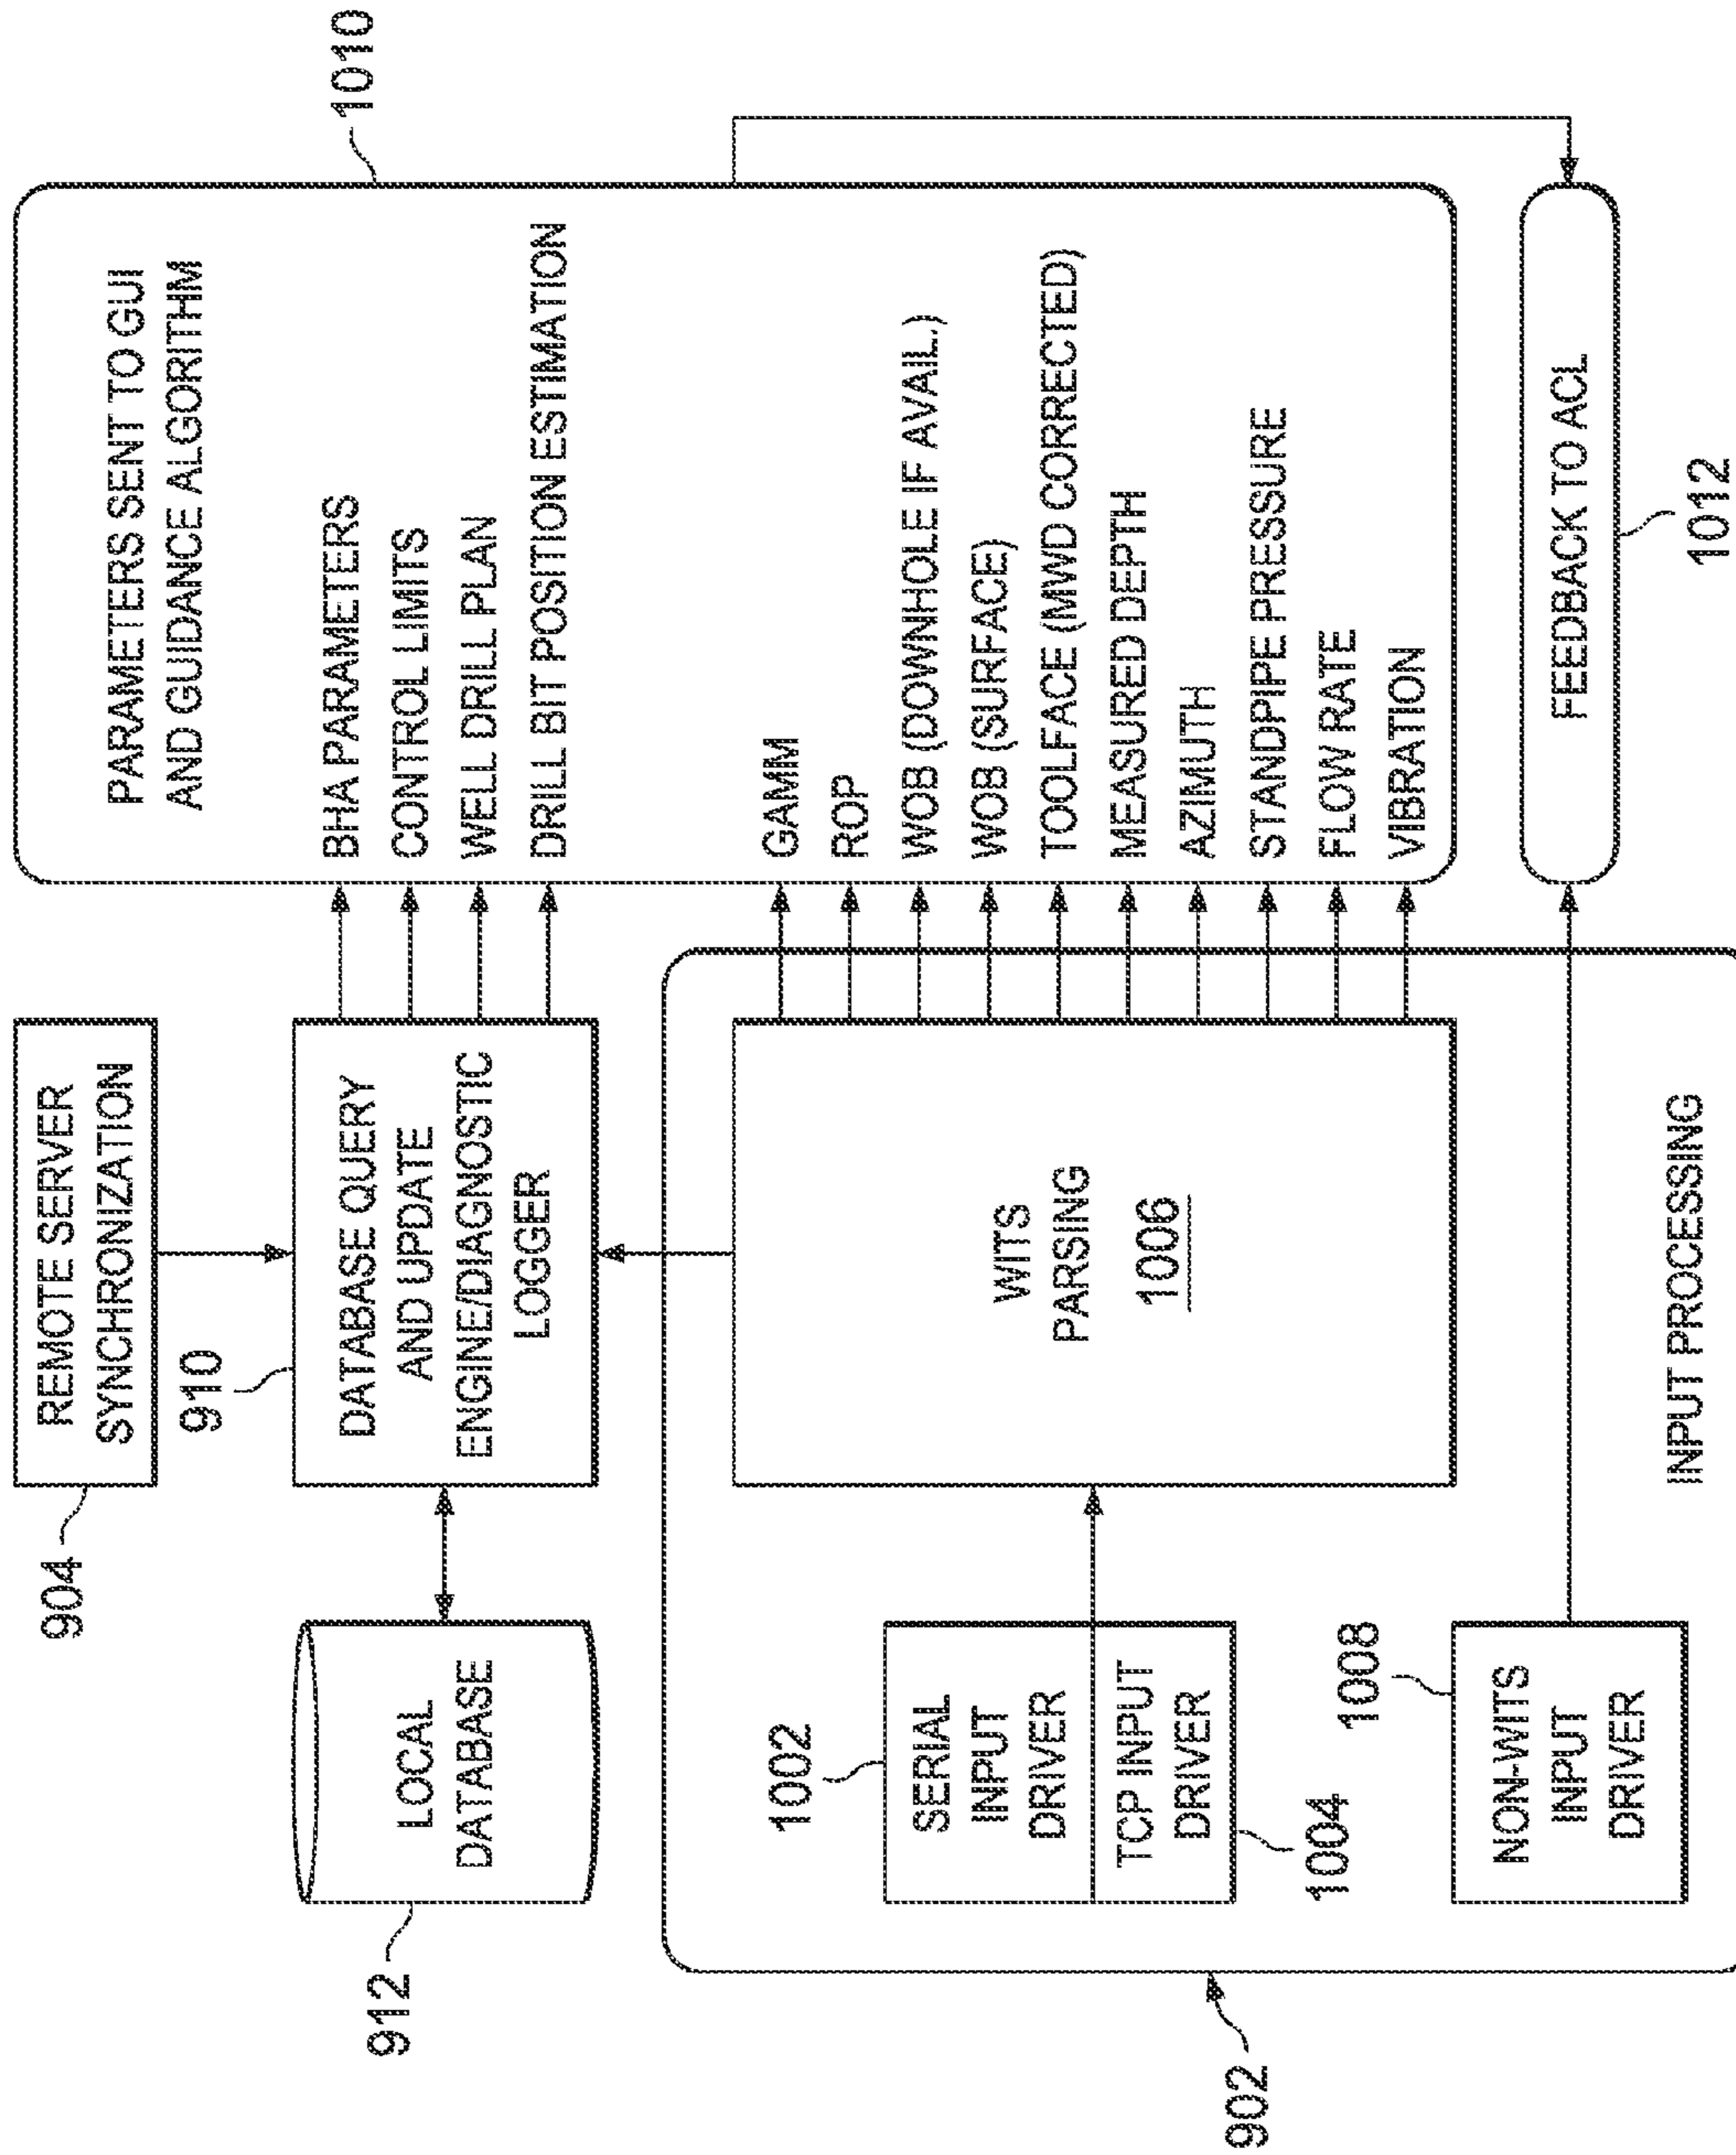 904
REMOTE SERVER
SYNCHRONIZATION
910
912
LOCAL
DATABASE
DATABASE QUERY
AND UPDATE
ENGINE/DIAGNOSTIC
LOGGER
1010
PARAMETERS SENT TO GUI
AND GUIDANCE ALGORITHM
BHA PARAMETERS
CONTROL LIMITS
WELL DRILL PLAN
DRILL BIT POSITION ESTIMATION
GAMM
ROP
WOB (DOWNHOLE IF AVAIL.)
WOB (SURFACE)
TOOLFACE (MWD CORRECTED)
MEASURED DEPTH
AZIMUTH
STANDPIPE PRESSURE
FLOW RATE
VIBRATION
902
1002
SERIAL
INPUT
DRIVER
TCP INPUT
DRIVER
1004
WITS
PARSING
1006
1008
NON-WITS
INPUT
DRIVER
INPUT PROCESSING
FEEDBACK TO ACL
1012